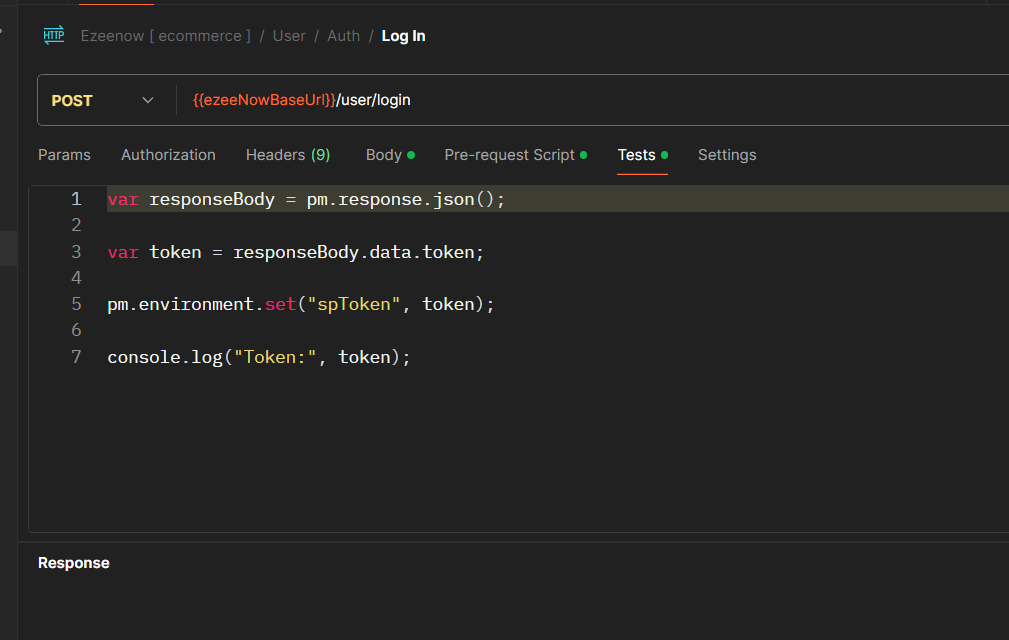 HTTP Ezeenow [ ecommerce ] / User / Auth / Log In
POST {{ezeeNowBaseUrl}}/user/login
Params Authorization Headers (9) Body Pre-request Script Tests Settings
1 var responseBody = pm.response.json();
2
3 var token = responseBody.data.token;
4
5 pm.environment.set("spToken", token);
6
7 console.log("Token:", token);
Response